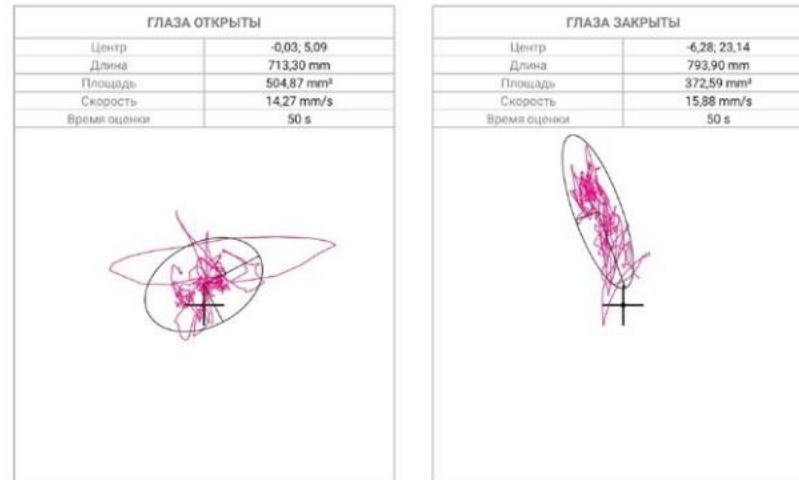 ГЛАЗА ОТКРЫТЫ
Центр -0,03; 5,09
Длина 713,30 mm
Площадь 504,87 mm²
Скорость 14,27 mm/s
Время оценки 50 s
ГЛАЗА ЗАКРЫТЫ
Центр -6,28; 23,14
Длина 793,90 mm
Площадь 372,59 mm²
Скорость 15,88 mm/s
Время оценки 50 s